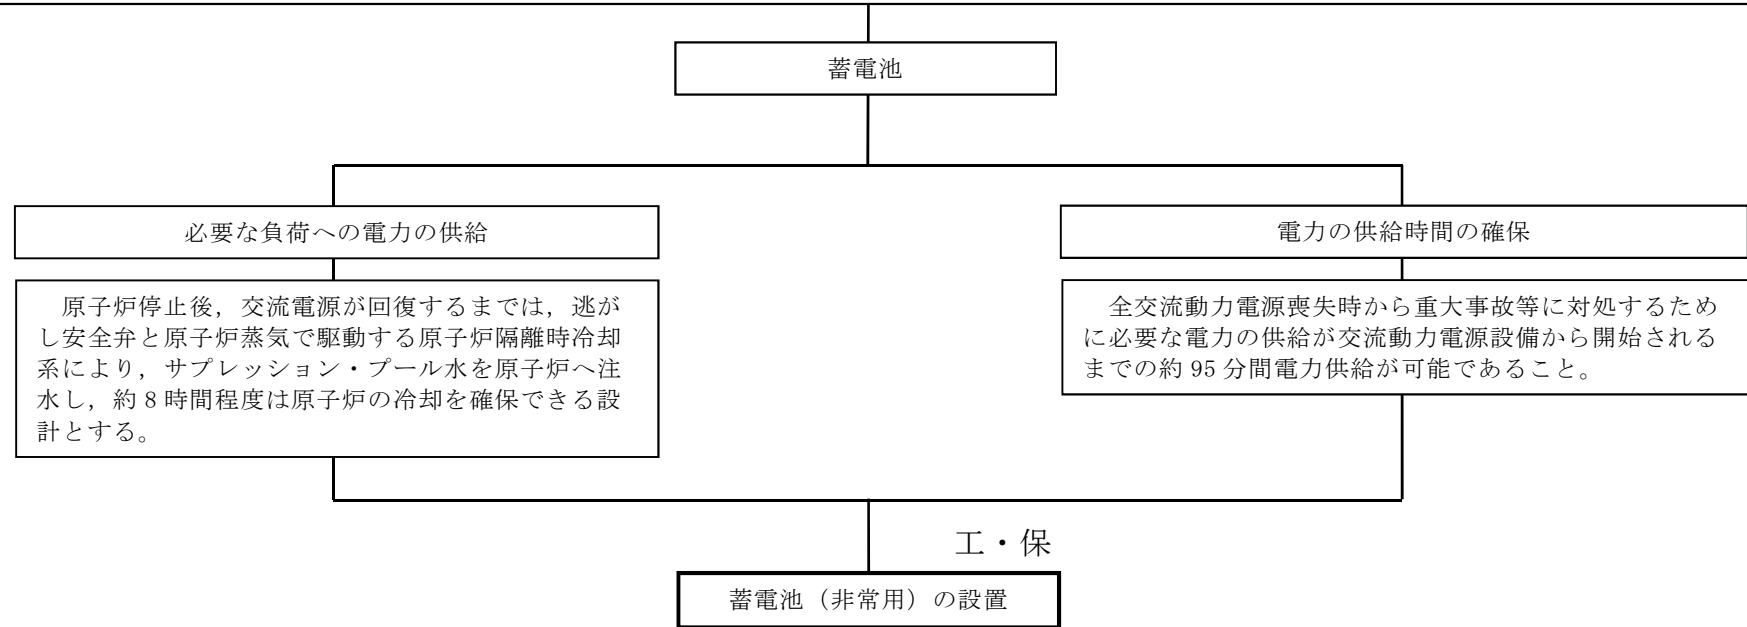 蓄電池
必要な負荷への電力の供給
原子炉停止後，交流電源が回復するまでは，逃が
し安全弁と原子炉蒸気で駆動する原子炉隔離時冷却
系により，サプレッション・プール水を原子炉へ注
水し，約 8 時間程度は原子炉の冷却を確保できる設
計とする。
電力の供給時間の確保
全交流動力電源喪失時から重大事故等に対処するため
に必要な電力の供給が交流動力電源設備から開始される
までの約 95 分間電力供給が可能であること。
工・保
蓄電池（非常用）の設置